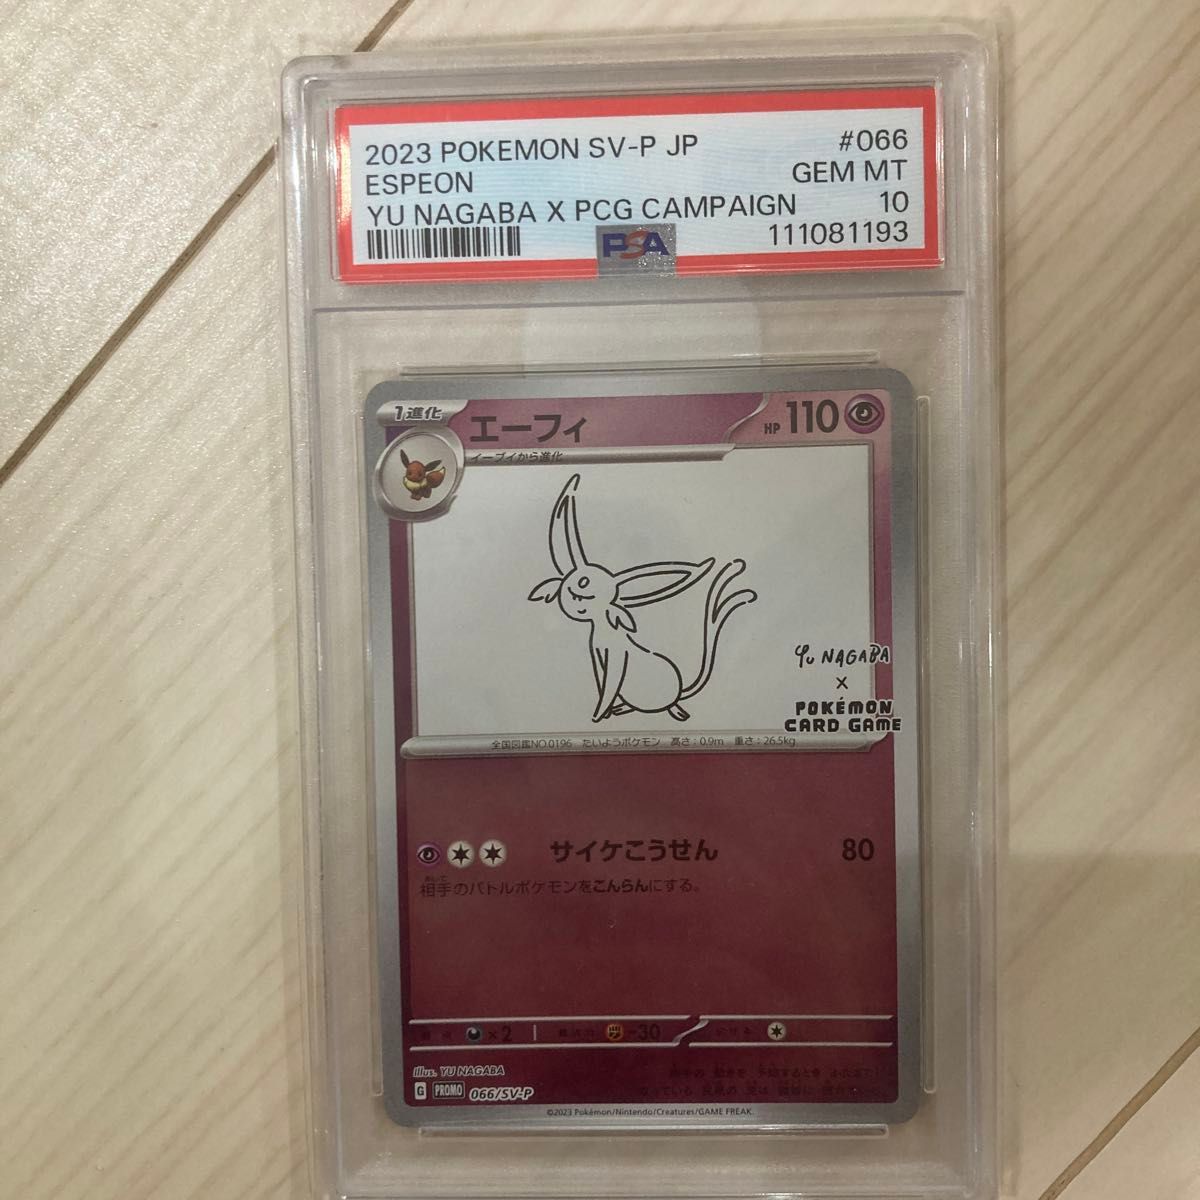 2023 POKEMON SV-P JP #066
ESPEON GEM MT
YU NAGABA X PCG CAMPAIGN 10
PSA 111081193
1進化 エーフィ HP 110
イーブイから進化
Yu NAGABA
X
POKÉMON
CARD GAME
全国図鑑NO.0196 たいようポケモン 高さ:0.9m 重さ:26.5kg
サイケこうせん 80
相手のバトルポケモンをこんらんにする。
×2 -30
Illus. YU NAGABA
G PROMO 066/SV-P
©2023 Pokémon/Nintendo/Creatures/GAME FREAK.